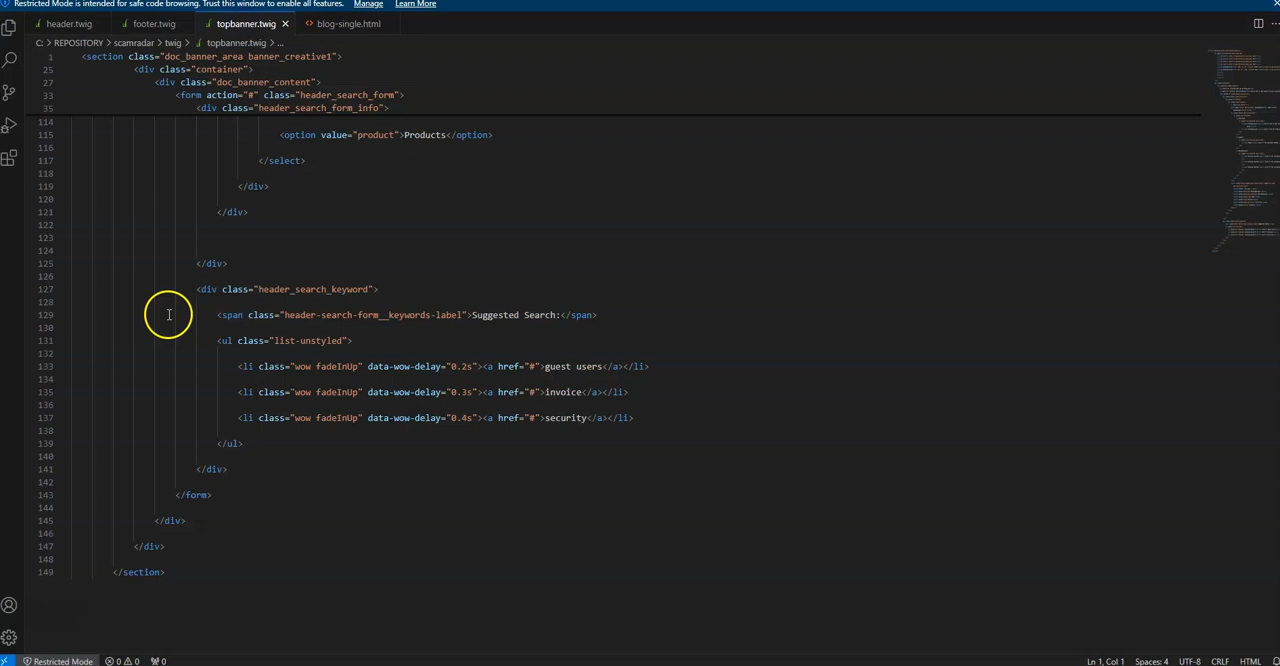 Restricted Mode is intended for safe code browsing. Trust this window to enable all features. Manage Learn More
header.twig footer.twig topbanner.twig blog-single.html
C: > REPOSITORY > scamradar > twig > topbanner.twig > ...
1 <section class="doc_banner_area banner_creative1">
25 <div class="container">
27 <div class="doc_banner_content">
33 <form action="#" class="header_search_form">
35 <div class="header_search_form_info">
114
115 <option value="product">Products</option>
116
117 </select>
118
119 </div>
120
121 </div>
122
123
124
125 </div>
126
127 <div class="header_search_keyword">
128
129 <span class="header-search-form__keywords-label">Suggested Search:</span>
130
131 <ul class="list-unstyled">
132
133 <li class="wow fadeInUp" data-wow-delay="0.2s"><a href="#">guest users</a></li>
134
135 <li class="wow fadeInUp" data-wow-delay="0.3s"><a href="#">invoice</a></li>
136
137 <li class="wow fadeInUp" data-wow-delay="0.4s"><a href="#">security</a></li>
138
139 </ul>
140
141 </div>
142
143 </form>
144
145 </div>
146
147 </div>
148
149 </section>
Restricted Mode 0 0 0 Ln 1, Col 1 Spaces: 4 UTF-8 CRLF HTML